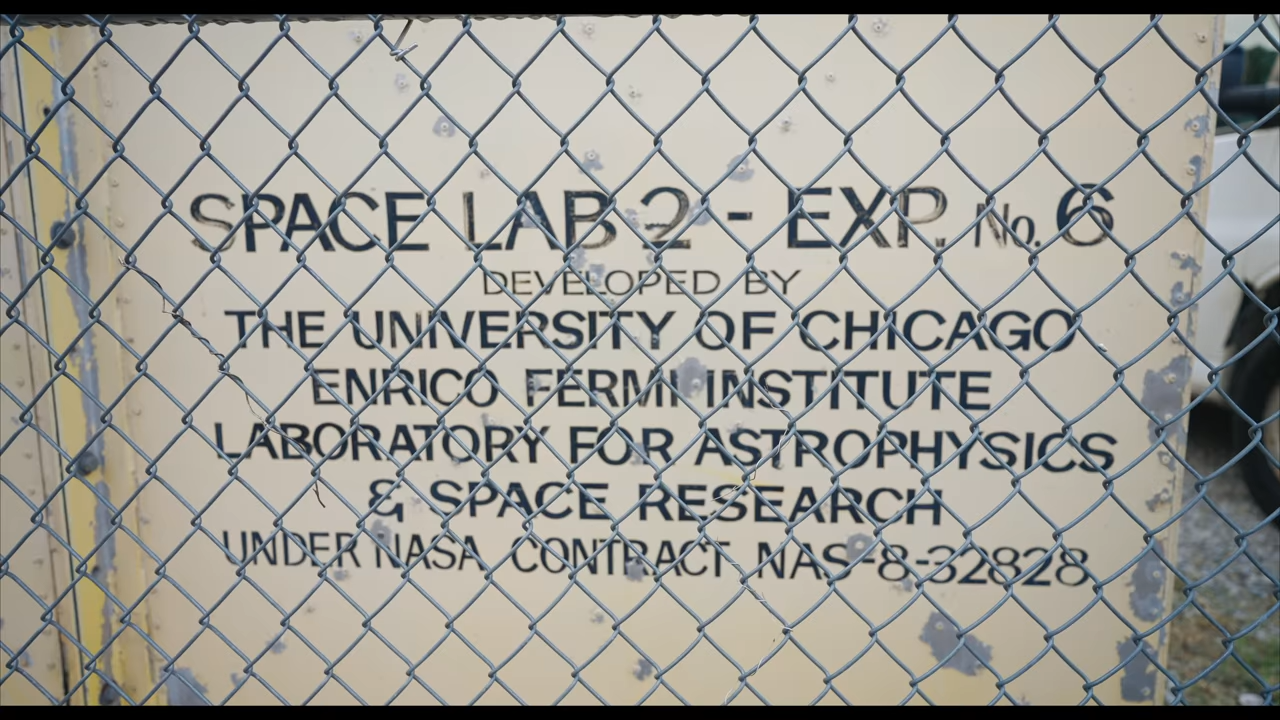 SPACE LAB 2 - EXP. No. 6
DEVELOPED BY
THE UNIVERSITY OF CHICAGO
ENRICO FERMI INSTITUTE
LABORATORY FOR ASTROPHYSICS
& SPACE RESEARCH
UNDER NASA CONTRACT NAS-8-32828